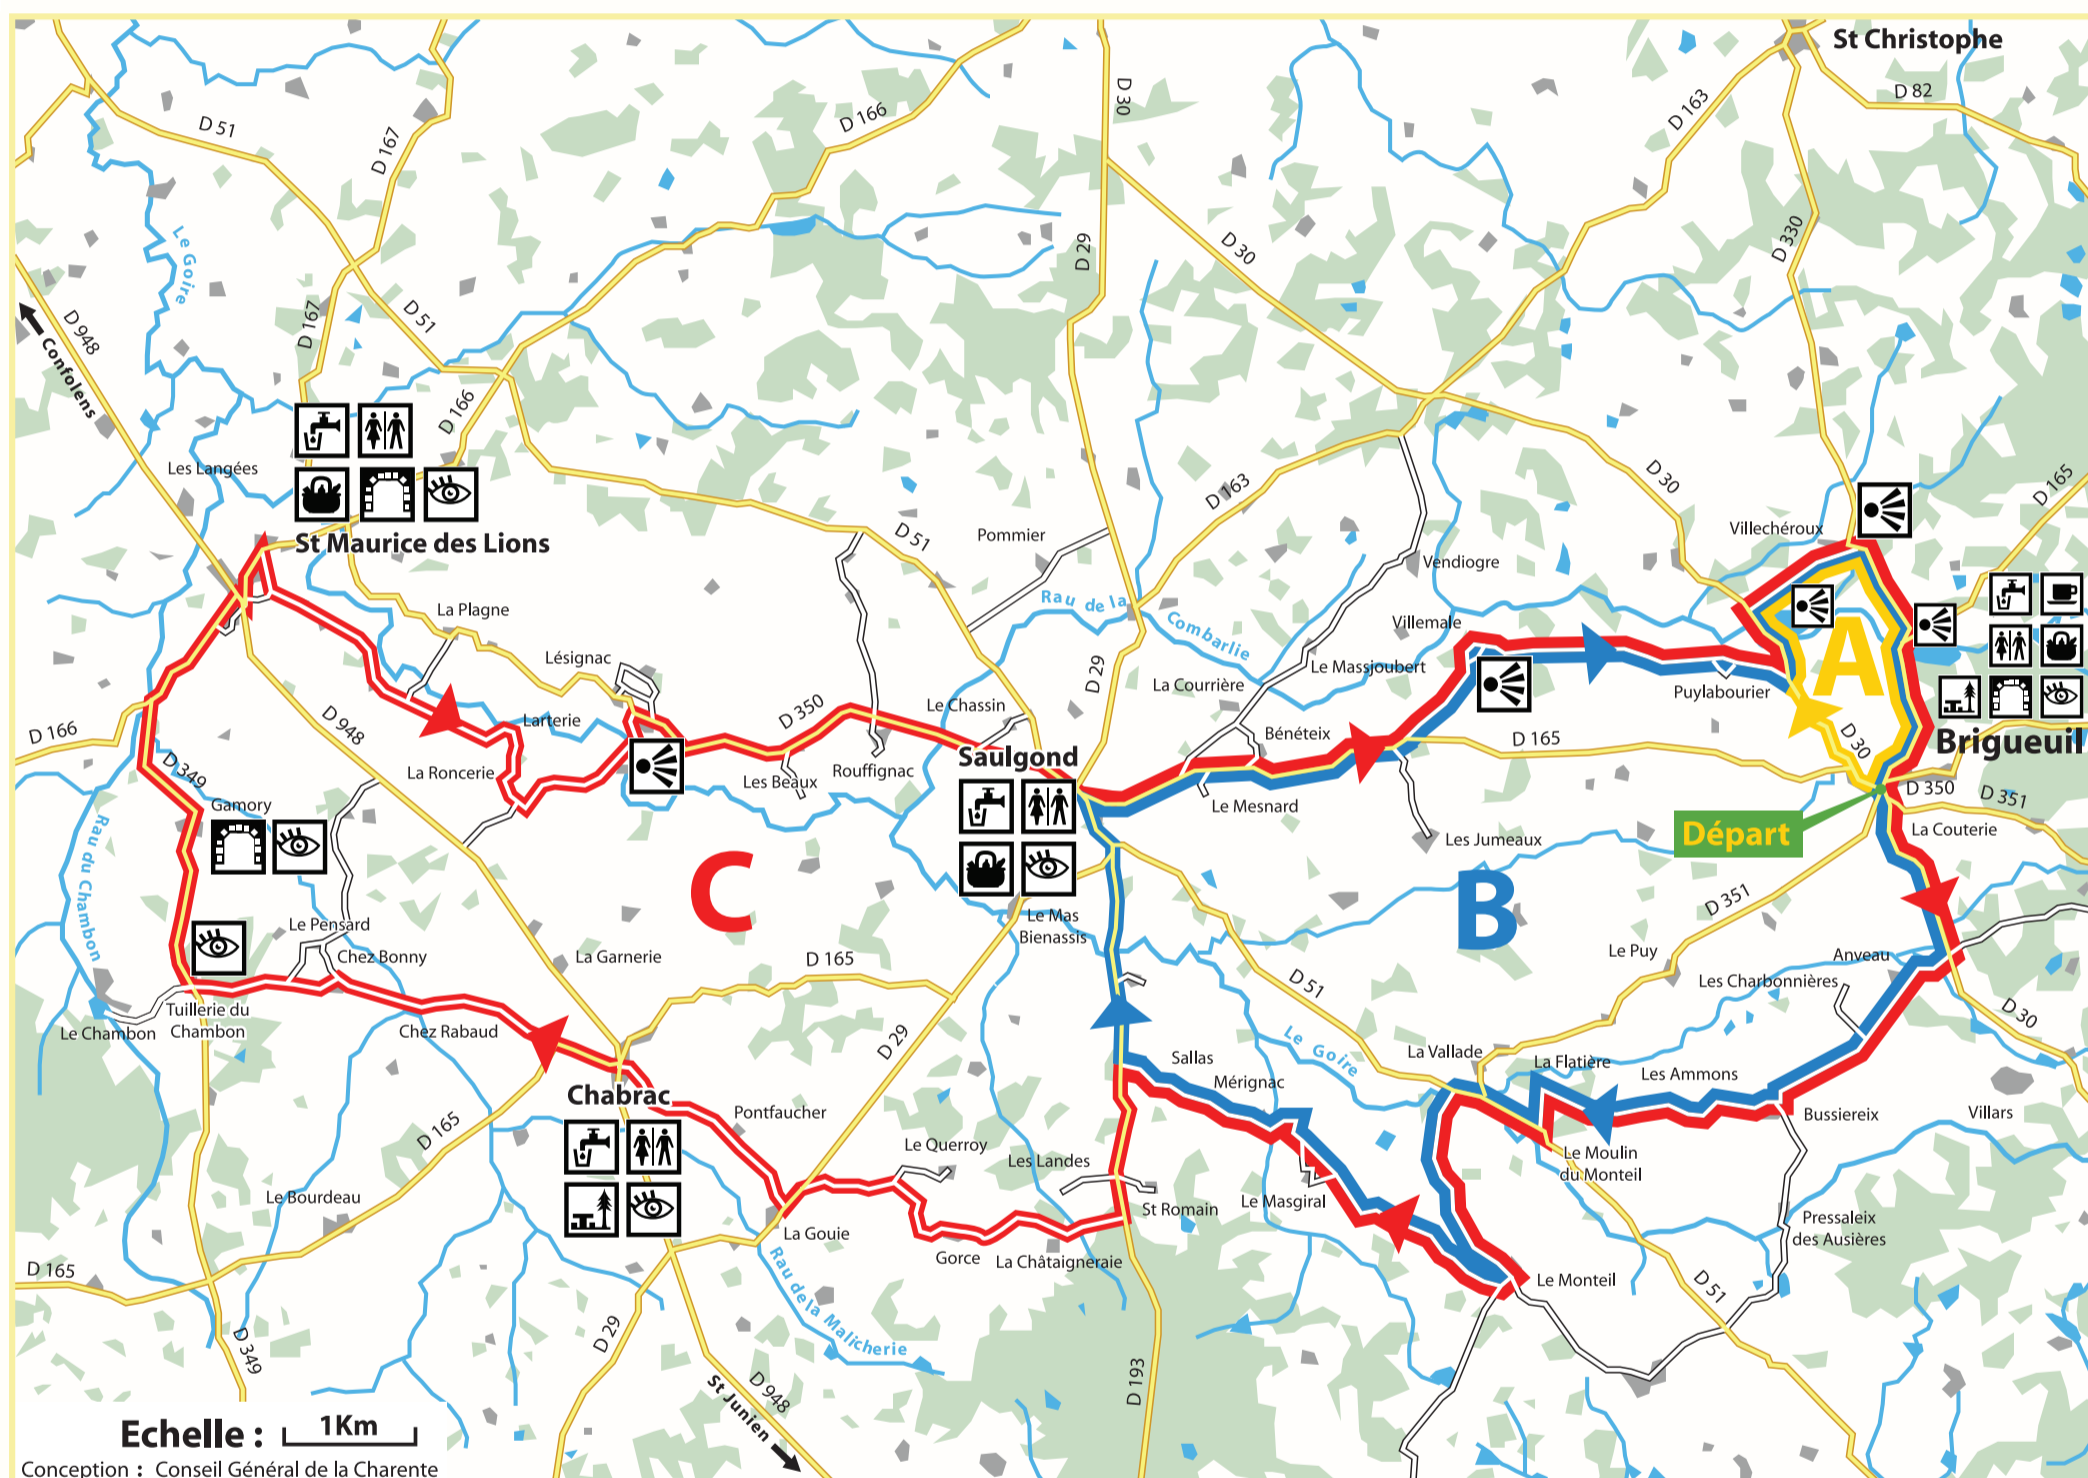 St Christophe
D 82
D 163
D 30
D 166
D 51
D 167
Le Goire
D 330
D 29
D 30
D 948
Confolens
D 167
D 51
D 166
Les Langées
D 163
D 30
D 165
Villechéroux
St Maurice des Lions
Pommier
D 51
Vendiogre
La Plagne
Rau de la
Combarlie
Villemale
Lésignac
Le Massjoubert
D 29
La Courrière
Puylabourier
A
Le Chassin
D 350
Larterie
D 948
D 166
Bénéteix
D 165
D 30
Brigueuil
Saulgond
La Roncerie
D 349
Les Beaux
Rouffignac
Le Mesnard
D 350
D 351
Gamory
Départ
La Couterie
Les Jumeaux
Rau du Chambon
C
B
D 351
Le Pensard
Chez Bonny
La Garnerie
D 165
Le Mas
Bienassis
Le Puy
Anveau
Les Charbonnières
D 51
Tuillerie du
Chambon
Le Chambon
Chez Rabaud
D 29
Le Goire
D 30
La Vallade
La Flatière
Les Ammons
Sallas
Mérignac
Chabrac
Pontfaucher
Bussiereix
Villars
D 165
Le Querroy
Les Landes
Le Moulin
du Monteil
Le Bourdeau
Le Masgiral
St Romain
La Gouie
Pressaleix
des Ausières
Gorce
La Châtaigneraie
D 165
Le Monteil
D 51
Rau de la Malicherie
D 349
D 29
D 948
St Junien
D 193
Echelle :
1Km
Conception : Conseil Général de la Charente